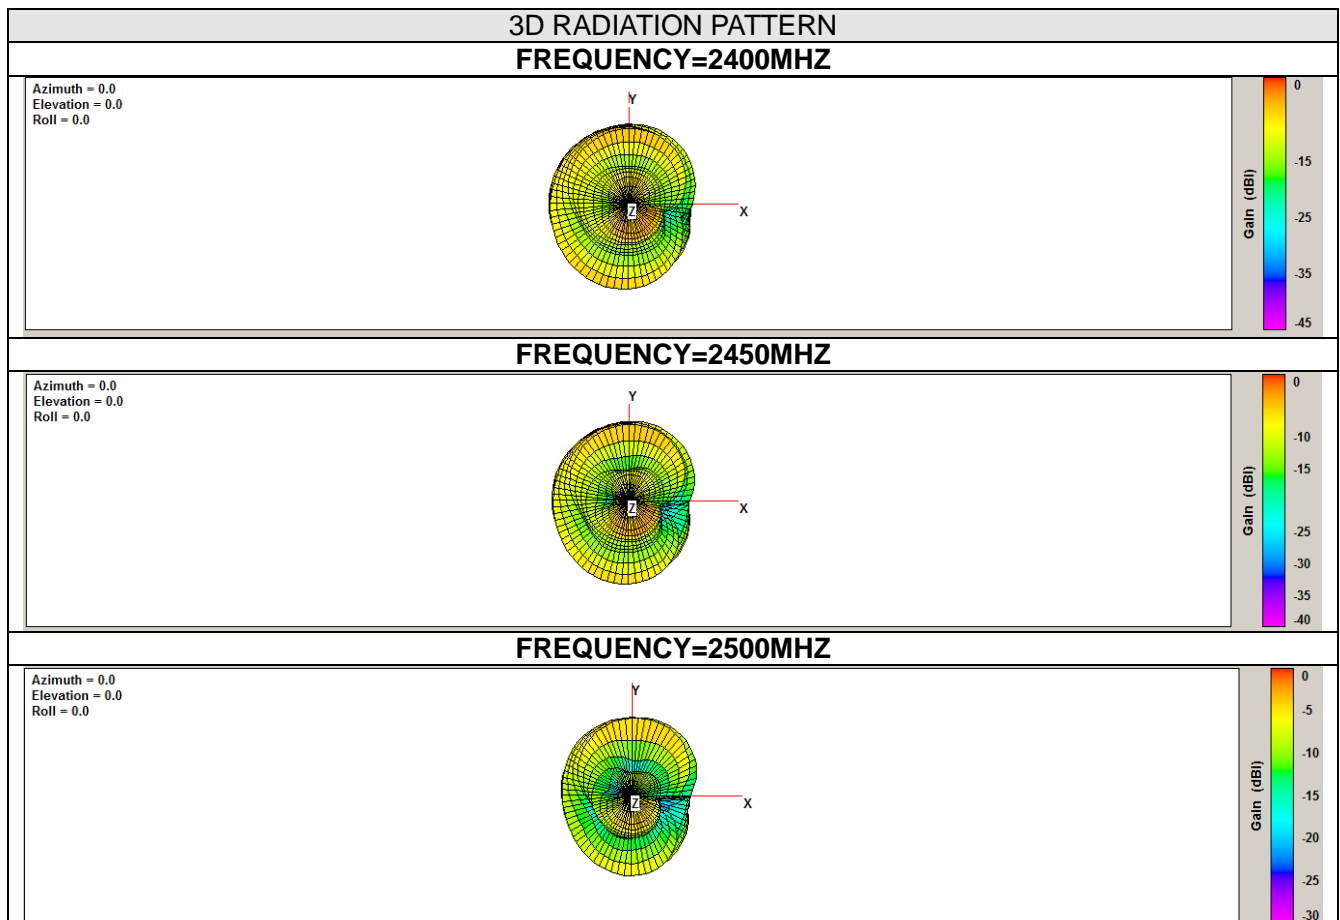 3D RADIATION PATTERN
FREQUENCY=2400MHZ
Azimuth = 0.0
Elevation = 0.0
Roll = 0.0
Y
Z
X
Gain (dBi)
0
-15
-25
-35
-45
FREQUENCY=2450MHZ
Azimuth = 0.0
Elevation = 0.0
Roll = 0.0
Y
Z
X
Gain (dBi)
0
-10
-15
-25
-30
-35
-40
FREQUENCY=2500MHZ
Azimuth = 0.0
Elevation = 0.0
Roll = 0.0
Y
Z
X
Gain (dBi)
0
-5
-10
-15
-20
-25
-30